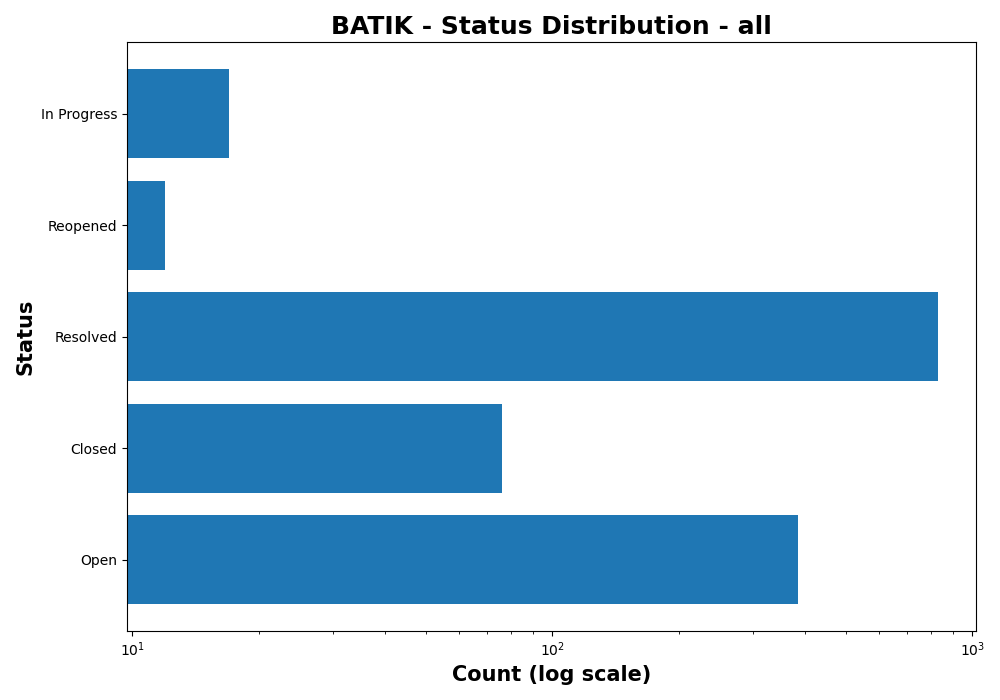 BATIK - Status Distribution - all
In Progress
Reopened
Resolved
Closed
Open
Status
10¹
10²
10³
Count (log scale)